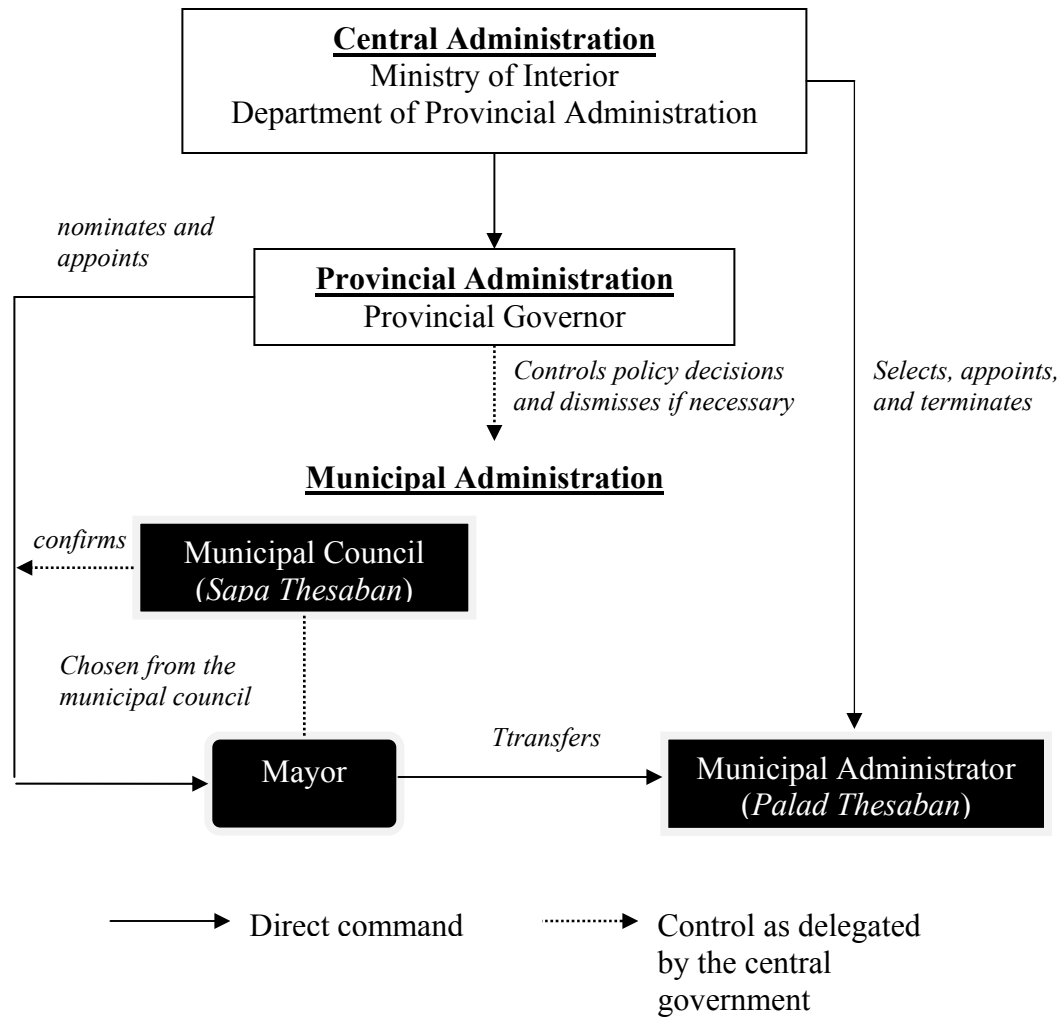 Central Administration
Ministry of Interior
Department of Provincial Administration
nominates and
appoints
Provincial Administration
Provincial Governor
Controls policy decisions
and dismisses if necessary
Selects, appoints,
and terminates
Municipal Administration
confirms
Municipal Council
(Sapa Thesaban)
Chosen from the
municipal council
Mayor
Ttransfers
Municipal Administrator
(Palad Thesaban)
Direct command
Control as delegated
by the central
government